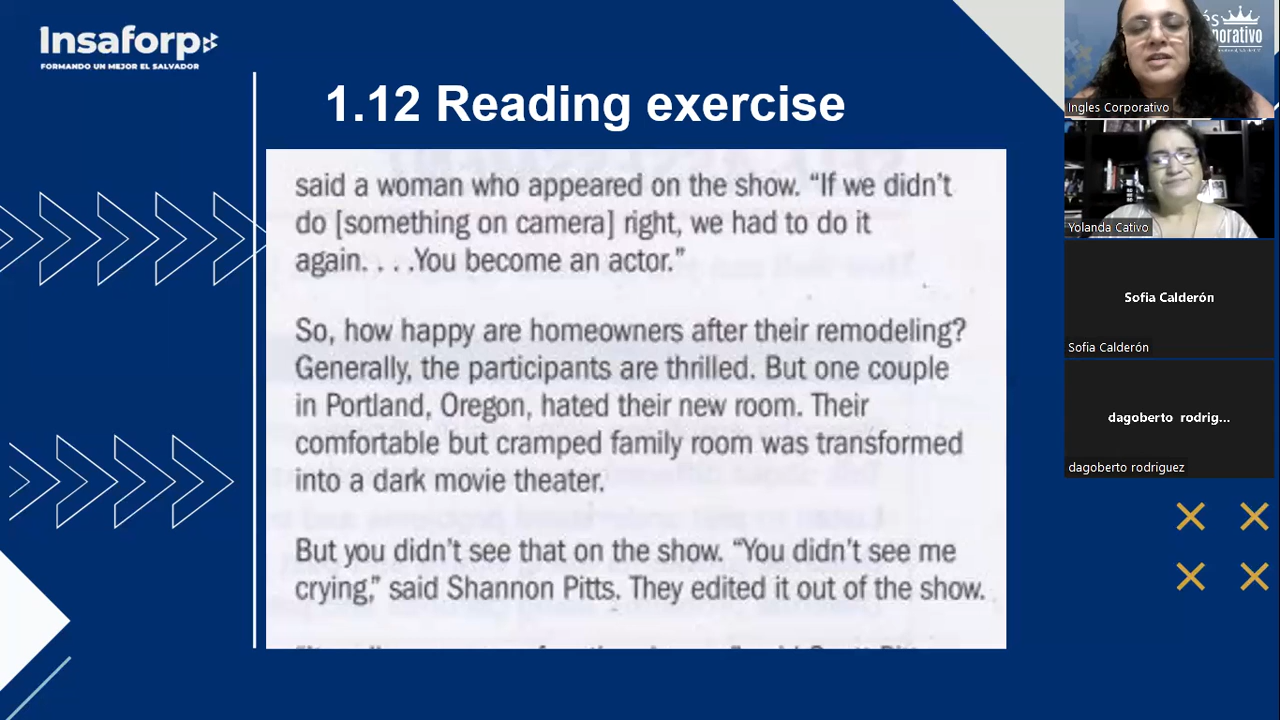 Insaforp
FORMANDO UN MEJOR EL SALVADOR
1.12 Reading exercise
said a woman who appeared on the show. “If we didn’t
do [something on camera] right, we had to do it
again. . . .You become an actor.”
So, how happy are homeowners after their remodeling?
Generally, the participants are thrilled. But one couple
in Portland, Oregon, hated their new room. Their
comfortable but cramped family room was transformed
into a dark movie theater.
But you didn’t see that on the show. “You didn’t see me
crying,” said Shannon Pitts. They edited it out of the show.
Ingles Corporativo
Yolanda Cativo
Sofia Calderón
Sofia Calderón
dagoberto rodrig...
dagoberto rodriguez